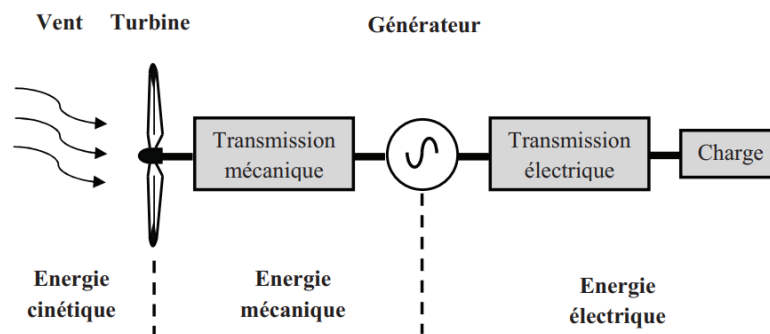 Vent Turbine Générateur
Transmission
mécanique
Transmission
électrique
Charge
Energie
cinétique
Energie
mécanique
Energie
électrique